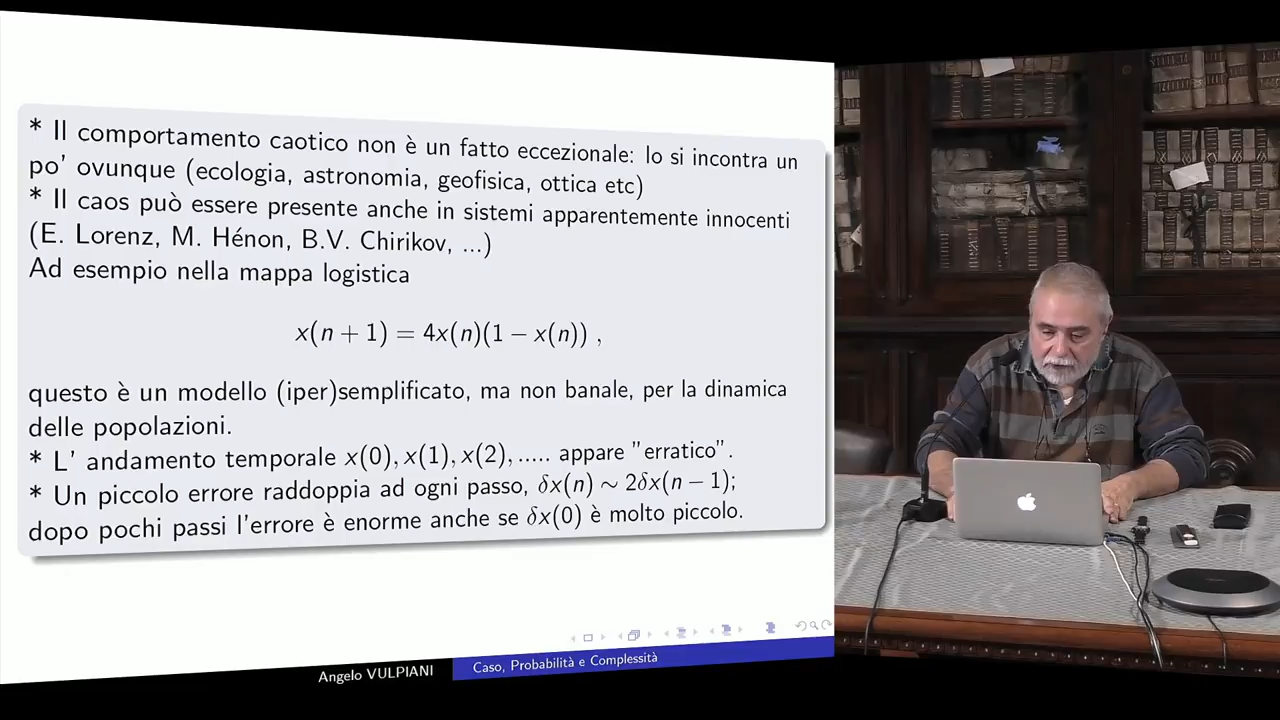 * Il comportamento caotico non è un fatto eccezionale: lo si incontra un
po' ovunque (ecologia, astronomia, geofisica, ottica etc)
* Il caos può essere presente anche in sistemi apparentemente innocenti
(E. Lorenz, M. Hénon, B.V. Chirikov, ...)
Ad esempio nella mappa logistica
x(n + 1) = 4x(n)(1 − x(n)) ,
questo è un modello (iper)semplificato, ma non banale, per la dinamica
delle popolazioni.
* L' andamento temporale x(0), x(1), x(2), ..... appare "erratico".
* Un piccolo errore raddoppia ad ogni passo, δx(n) ∼ 2δx(n − 1);
dopo pochi passi l'errore è enorme anche se δx(0) è molto piccolo.
Angelo VULPIANI
Caso, Probabilità e Complessità